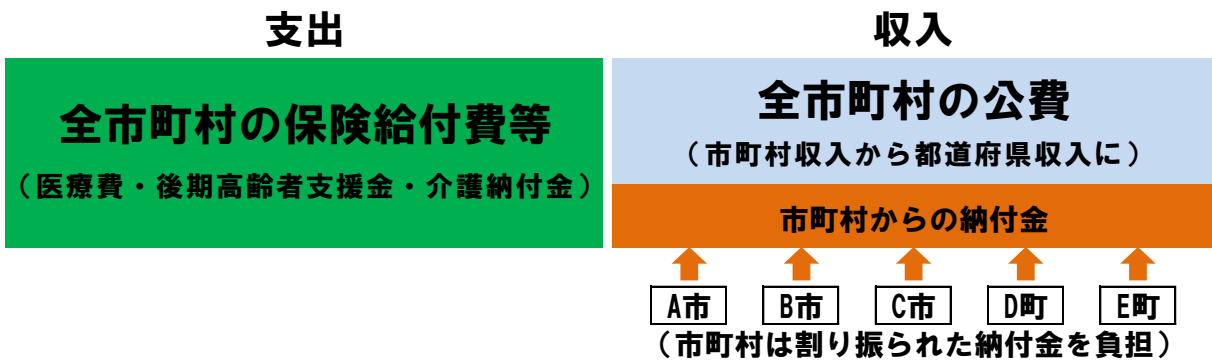 支出
全市町村の保険給付費等
（医療費・後期高齢者支援金・介護納付金）
収入
全市町村の公費
（市町村収入から都道府県収入に）
市町村からの納付金
A市 B市 C市 D町 E町
（市町村は割り振られた納付金を負担）